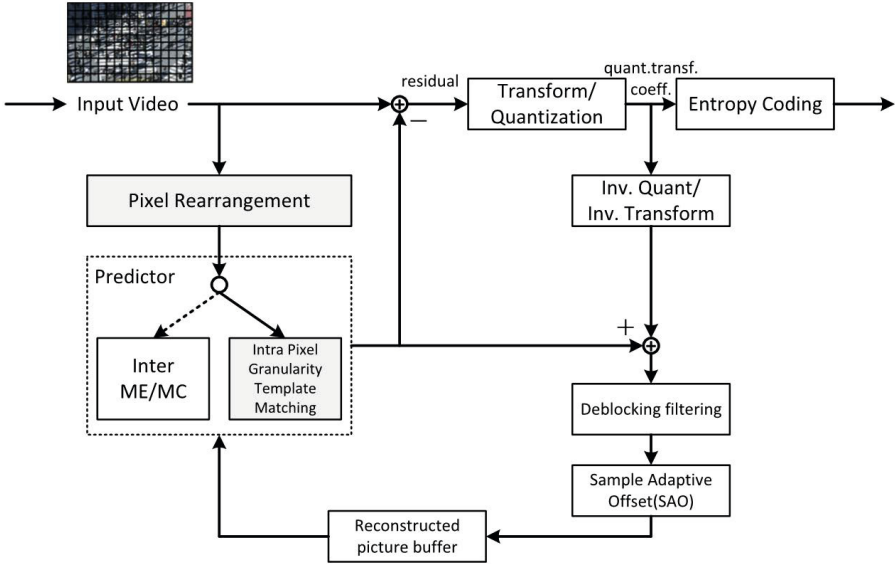 quant.transf.
residual
coeff.
Input Video
Transform/
Quantization
Entropy Coding
−
Pixel Rearrangement
Inv. Quant/
Inv. Transform
Predictor
+
Inter
ME/MC
Intra Pixel
Granularity
Template
Matching
Deblocking filtering
Sample Adaptive
Offset(SAO)
Reconstructed
picture buffer